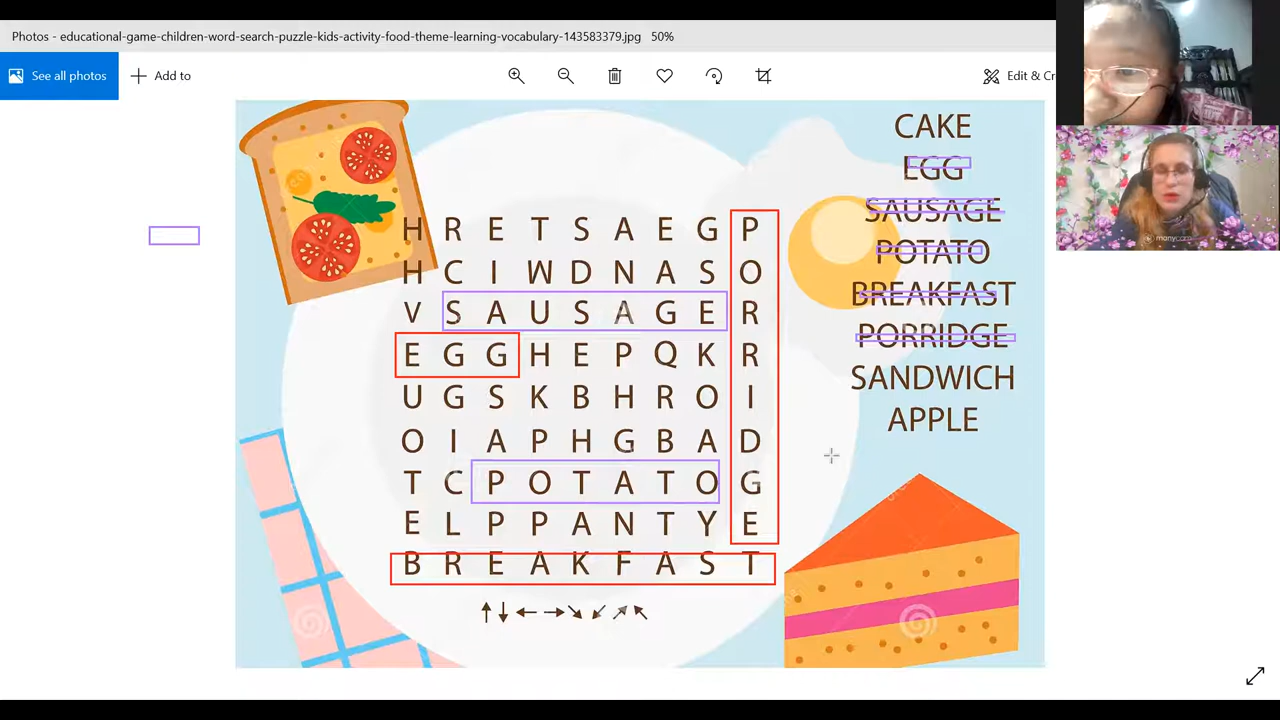 Photos - educational-game-children-word-search-puzzle-kids-activity-food-theme-learning-vocabulary-143583379.jpg 50%
See all photos
Add to
Edit & Cr
H R E T S A E G P
H C I W D N A S O
V S A U S A G E R
E G G H E P Q K R
U G S K B H R O I
O I A P H G B A D
T C P O T A T O G
E L P P A N T Y E
B R E A K F A S T
CAKE
EGG
SAUSAGE
POTATO
BREAKFAST
PORRIDGE
SANDWICH
APPLE
manycam